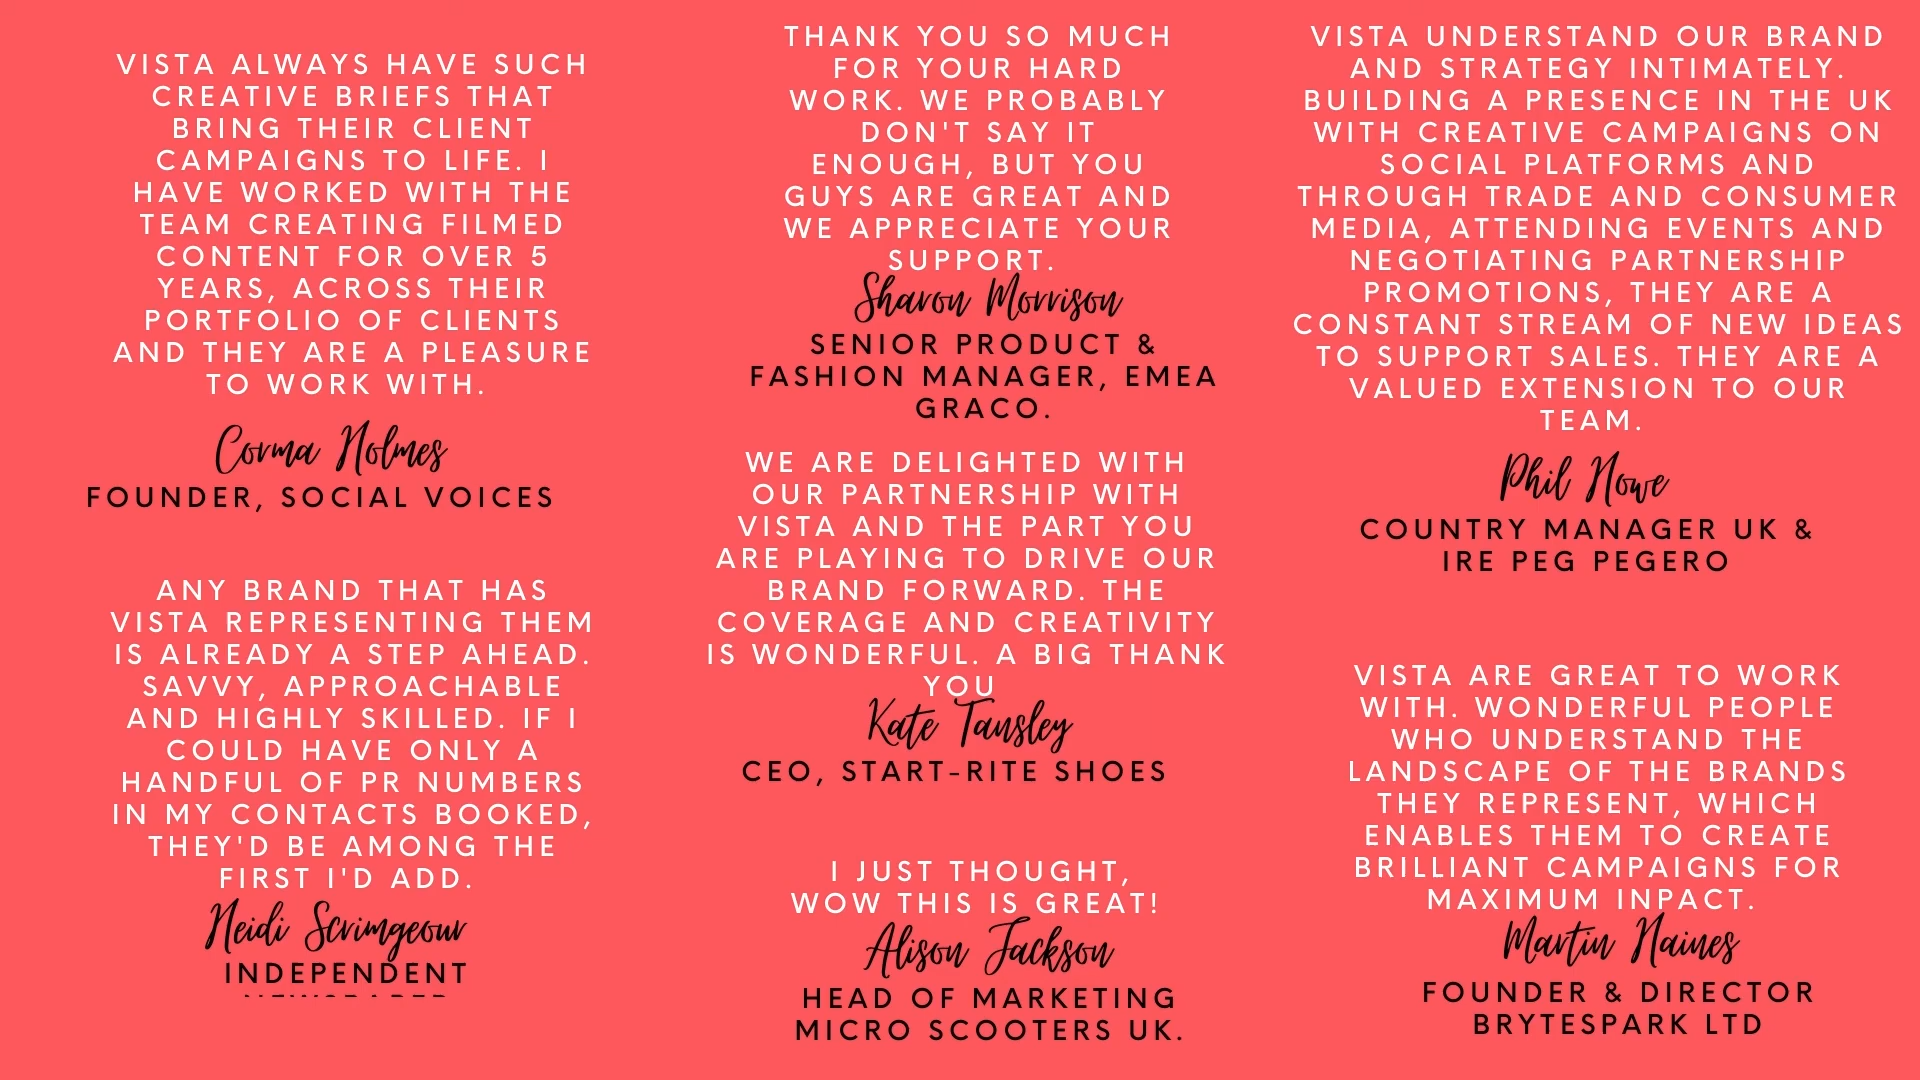 VISTA ALWAYS HAVE SUCH
CREATIVE BRIEFS THAT
BRING THEIR CLIENT
CAMPAIGNS TO LIFE. I
HAVE WORKED WITH THE
TEAM CREATING FILMED
CONTENT FOR OVER 5
YEARS, ACROSS THEIR
PORTFOLIO OF CLIENTS
AND THEY ARE A PLEASURE
TO WORK WITH.
Corma Holmes
FOUNDER, SOCIAL VOICES
ANY BRAND THAT HAS
VISTA REPRESENTING THEM
IS ALREADY A STEP AHEAD.
SAVVY, APPROACHABLE
AND HIGHLY SKILLED. IF I
COULD HAVE ONLY A
HANDFUL OF PR NUMBERS
IN MY CONTACTS BOOKED,
THEY'D BE AMONG THE
FIRST I'D ADD.
Heidi Scrimgeour
INDEPENDENT
NEWSPAPER
THANK YOU SO MUCH
FOR YOUR HARD
WORK. WE PROBABLY
DON'T SAY IT
ENOUGH, BUT YOU
GUYS ARE GREAT AND
WE APPRECIATE YOUR
SUPPORT.
Sharon Morrison
SENIOR PRODUCT &
FASHION MANAGER, EMEA
GRACO.
WE ARE DELIGHTED WITH
OUR PARTNERSHIP WITH
VISTA AND THE PART YOU
ARE PLAYING TO DRIVE OUR
BRAND FORWARD. THE
COVERAGE AND CREATIVITY
IS WONDERFUL. A BIG THANK
YOU
Kate Tansley
CEO, START-RITE SHOES
I JUST THOUGHT,
WOW THIS IS GREAT!
Alison Jackson
HEAD OF MARKETING
MICRO SCOOTERS UK.
VISTA UNDERSTAND OUR BRAND
AND STRATEGY INTIMATELY.
BUILDING A PRESENCE IN THE UK
WITH CREATIVE CAMPAIGNS ON
SOCIAL PLATFORMS AND
THROUGH TRADE AND CONSUMER
MEDIA, ATTENDING EVENTS AND
NEGOTIATING PARTNERSHIP
PROMOTIONS, THEY ARE A
CONSTANT STREAM OF NEW IDEAS
TO SUPPORT SALES. THEY ARE A
VALUED EXTENSION TO OUR
TEAM.
Phil Howe
COUNTRY MANAGER UK &
IRE PEG PEGERO
VISTA ARE GREAT TO WORK
WITH. WONDERFUL PEOPLE
WHO UNDERSTAND THE
LANDSCAPE OF THE BRANDS
THEY REPRESENT, WHICH
ENABLES THEM TO CREATE
BRILLIANT CAMPAIGNS FOR
MAXIMUM INPACT.
Martin Haines
FOUNDER & DIRECTOR
BRYTESPARK LTD